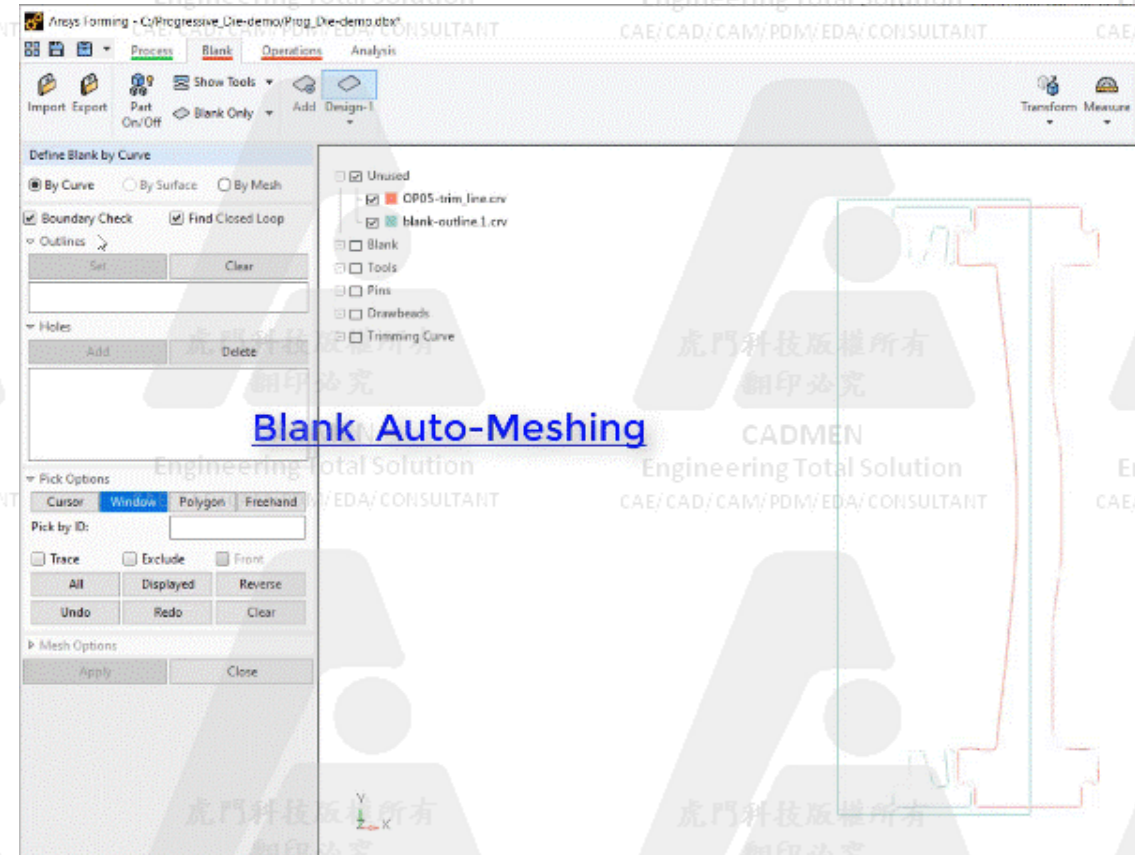 Ansys Forming - C:/Progressive_Die-demo/Prog_Die-demo.dbx*
Process Blank Operations Analysis
Import Export Part On/Off Show Tools Blank Only Add Design-1 Transform Measure
Define Blank by Curve
By Curve By Surface By Mesh
Boundary Check Find Closed Loop
Outlines
Set Clear
Holes
Add Delete
Pick Options
Cursor Window Polygon Freehand
Pick by ID:
Trace Exclude Front
All Displayed Reverse
Undo Redo Clear
Mesh Options
Apply Close
Unused
OP05-trim_line.crv
blank-outline.1.crv
Blank
Tools
Pins
Drawbeads
Trimming Curve
Blank Auto-Meshing
Y
Z X
虎門科技版權所有
翻印必究
CADMEN
Engineering Total Solution
CAE/CAD/CAM/PDM/EDA/CONSULTANT